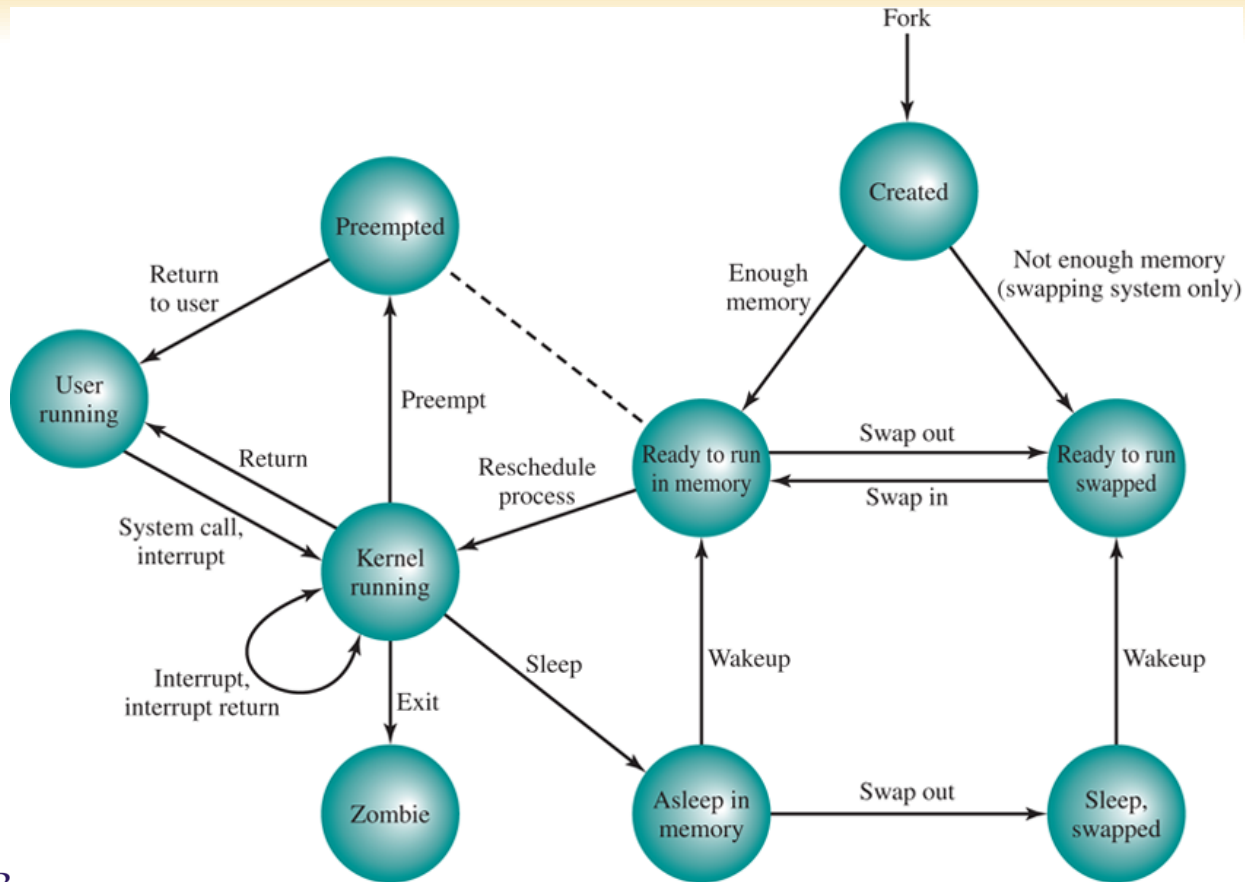 Fork
Created
Preempted
Return
to user
Enough
memory
Not enough memory
(swapping system only)
User
running
Preempt
Return
Reschedule
process
Ready to run
in memory
Swap out
Swap in
Ready to run
swapped
System call,
interrupt
Kernel
running
Interrupt,
interrupt return
Sleep
Exit
Wakeup
Wakeup
Zombie
Asleep in
memory
Swap out
Sleep,
swapped